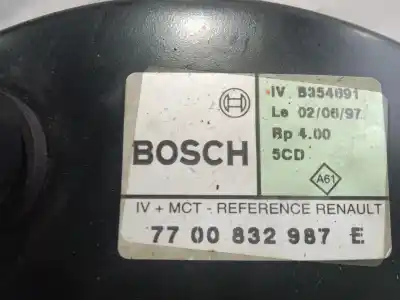 BOSCH
IV B354691
Le 02/06/97
Rp 4.00
5CD
A61
IV + MCT - REFERENCE RENAULT
77 00 832 987 E